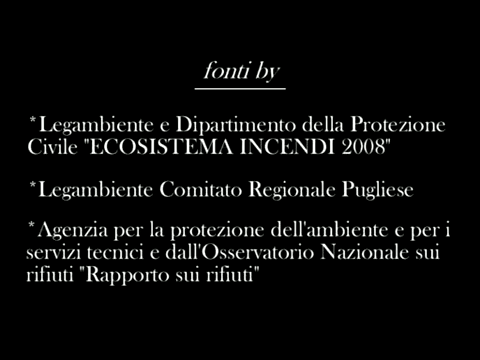 fonti by
*Legambiente e Dipartimento della Protezione
Civile "ECOSISTEMA INCENDI 2008"
*Legambiente Comitato Regionale Pugliese
*Agenzia per la protezione dell'ambiente e per i
servizi tecnici e dall'Osservatorio Nazionale sui
rifiuti "Rapporto sui rifiuti"